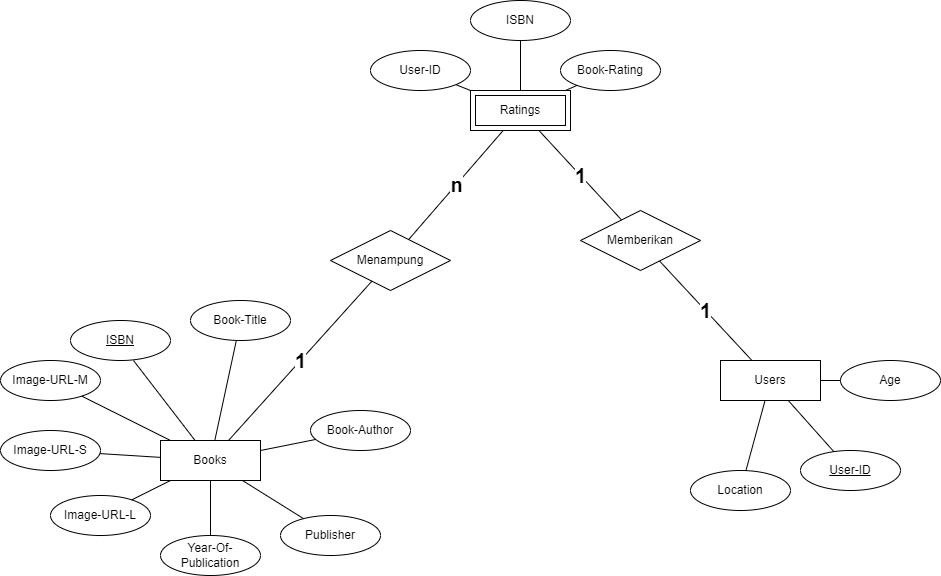 ISBN
User-ID
Book-Rating
Ratings
n
1
Menampung
Memberikan
1
1
Book-Title
ISBN
Image-URL-M
Image-URL-S
Image-URL-L
Books
Book-Author
Year-Of-
Publication
Publisher
Users
Age
Location
User-ID